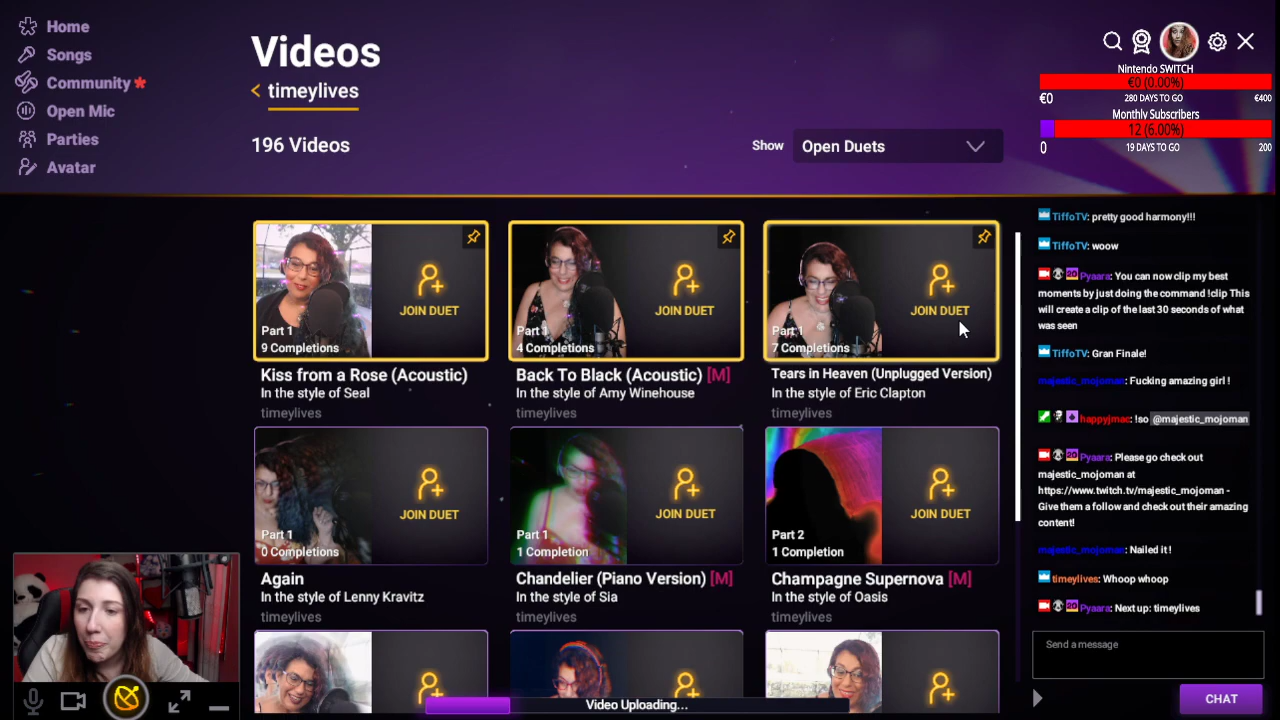 Home
Songs
Community *
Open Mic
Parties
Avatar
Videos
< timeylives
196 Videos
Show
Open Duets
Nintendo SWITCH
€0 (0.00%)
€0
280 DAYS TO GO
€400
Monthly Subscribers
12 (6.00%)
0
19 DAYS TO GO
200
JOIN DUET
Part 1
9 Completions
Kiss from a Rose (Acoustic)
In the style of Seal
timeylives
JOIN DUET
Part 1
4 Completions
Back To Black (Acoustic) [M]
In the style of Amy Winehouse
timeylives
JOIN DUET
Part 1
7 Completions
Tears in Heaven (Unplugged Version)
In the style of Eric Clapton
timeylives
JOIN DUET
Part 1
0 Completions
Again
In the style of Lenny Kravitz
timeylives
JOIN DUET
Part 1
1 Completion
Chandelier (Piano Version) [M]
In the style of Sia
timeylives
JOIN DUET
Part 2
1 Completion
Champagne Supernova [M]
In the style of Oasis
timeylives
Video Uploading...
TiffoTV: pretty good harmony!!!
TiffoTV: woow
20 Pyaara: You can now clip my best
moments by just doing the command !clip This
will create a clip of the last 30 seconds of what
was seen
TiffoTV: Gran Finale!
majestic_mojoman: Fucking amazing girl !
happyjmac: !so @majestic_mojoman
20 Pyaara: Please go check out
majestic_mojoman at
https://www.twitch.tv/majestic_mojoman -
Give them a follow and check out their amazing
content!
majestic_mojoman: Nailed it !
timeylives: Whoop whoop
20 Pyaara: Next up: timeylives
Send a message
CHAT